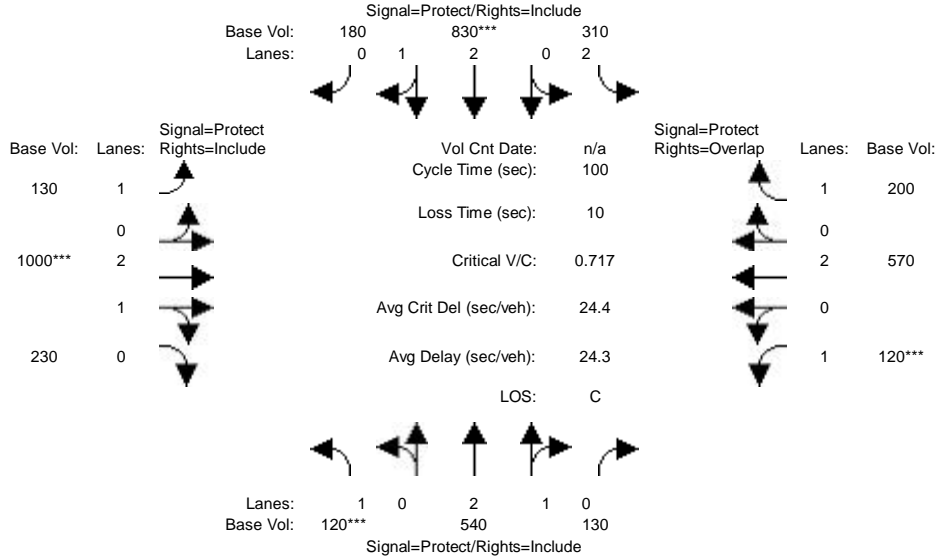 Signal=Protect/Rights=Include
Base Vol: 180 830*** 310
Lanes: 0 1 2 0 2
Signal=Protect
Rights=Include
Base Vol: Lanes:
Vol Cnt Date: n/a
Cycle Time (sec): 100
Signal=Protect
Rights=Overlap
Lanes: Base Vol:
130 1
1 200
Loss Time (sec): 10
0
0
1000*** 2
Critical V/C: 0.717
2 570
1
Avg Crit Del (sec/veh): 24.4
0
230 0
Avg Delay (sec/veh): 24.3
1 120***
LOS: C
Lanes: 1 0 2 1 0
Base Vol: 120*** 540 130
Signal=Protect/Rights=Include